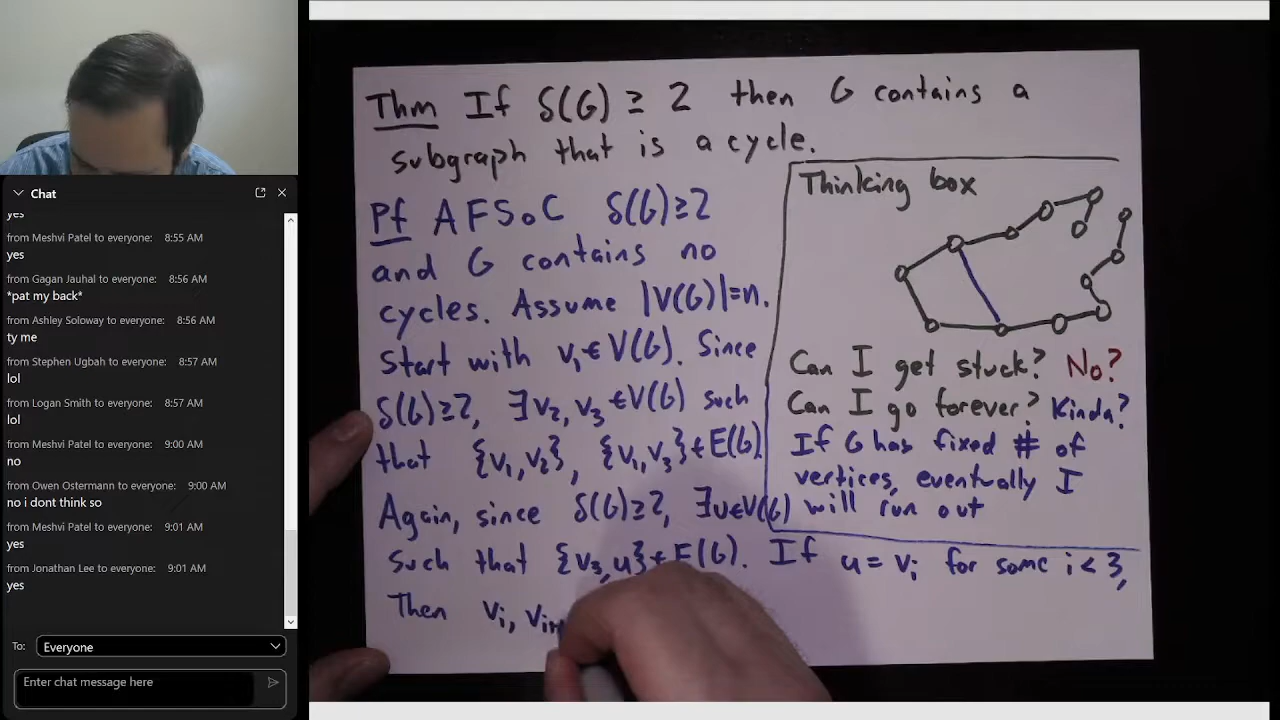 Chat
yes
from Meshvi Patel to everyone: 8:55 AM
yes
from Gagan Jauhal to everyone: 8:56 AM
*pat my back*
from Ashley Soloway to everyone: 8:56 AM
ty me
from Stephen Ugbah to everyone: 8:57 AM
lol
from Logan Smith to everyone: 8:57 AM
lol
from Meshvi Patel to everyone: 9:00 AM
no
from Owen Ostermann to everyone: 9:00 AM
no i dont think so
from Meshvi Patel to everyone: 9:01 AM
yes
from Jonathan Lee to everyone: 9:01 AM
yes
To: Everyone
Enter chat message here
Thm If δ(G) ≥ 2 then G contains a
subgraph that is a cycle.
Pf AFSoC δ(G)≥2
and G contains no
cycles. Assume |V(G)|=n.
Start with v₁∈V(G). Since
δ(G)≥2, ∃v₂,v₃∈V(G) such
that {v₁,v₂}, {v₁,v₃}∈E(G)
Again, since δ(G)≥2, ∃u∈V(G)
Such that {v₃,u}∈E(G). If u=vᵢ for some i<3,
Then vᵢ,
Thinking box
Can I get stuck? No?
Can I go forever? Kinda?
If G has fixed # of
vertices, eventually I
will run out